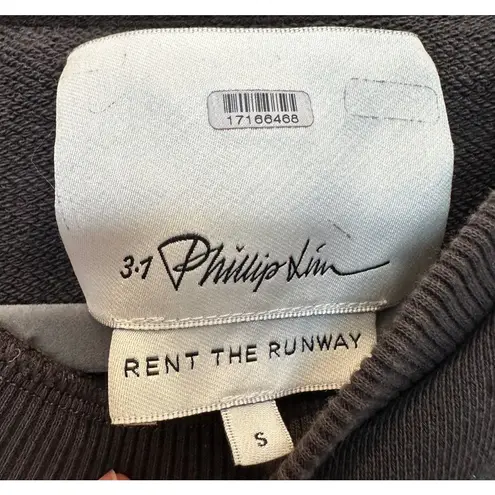 17166468
3.1 Phillip Lim
RENT THE RUNWAY
S